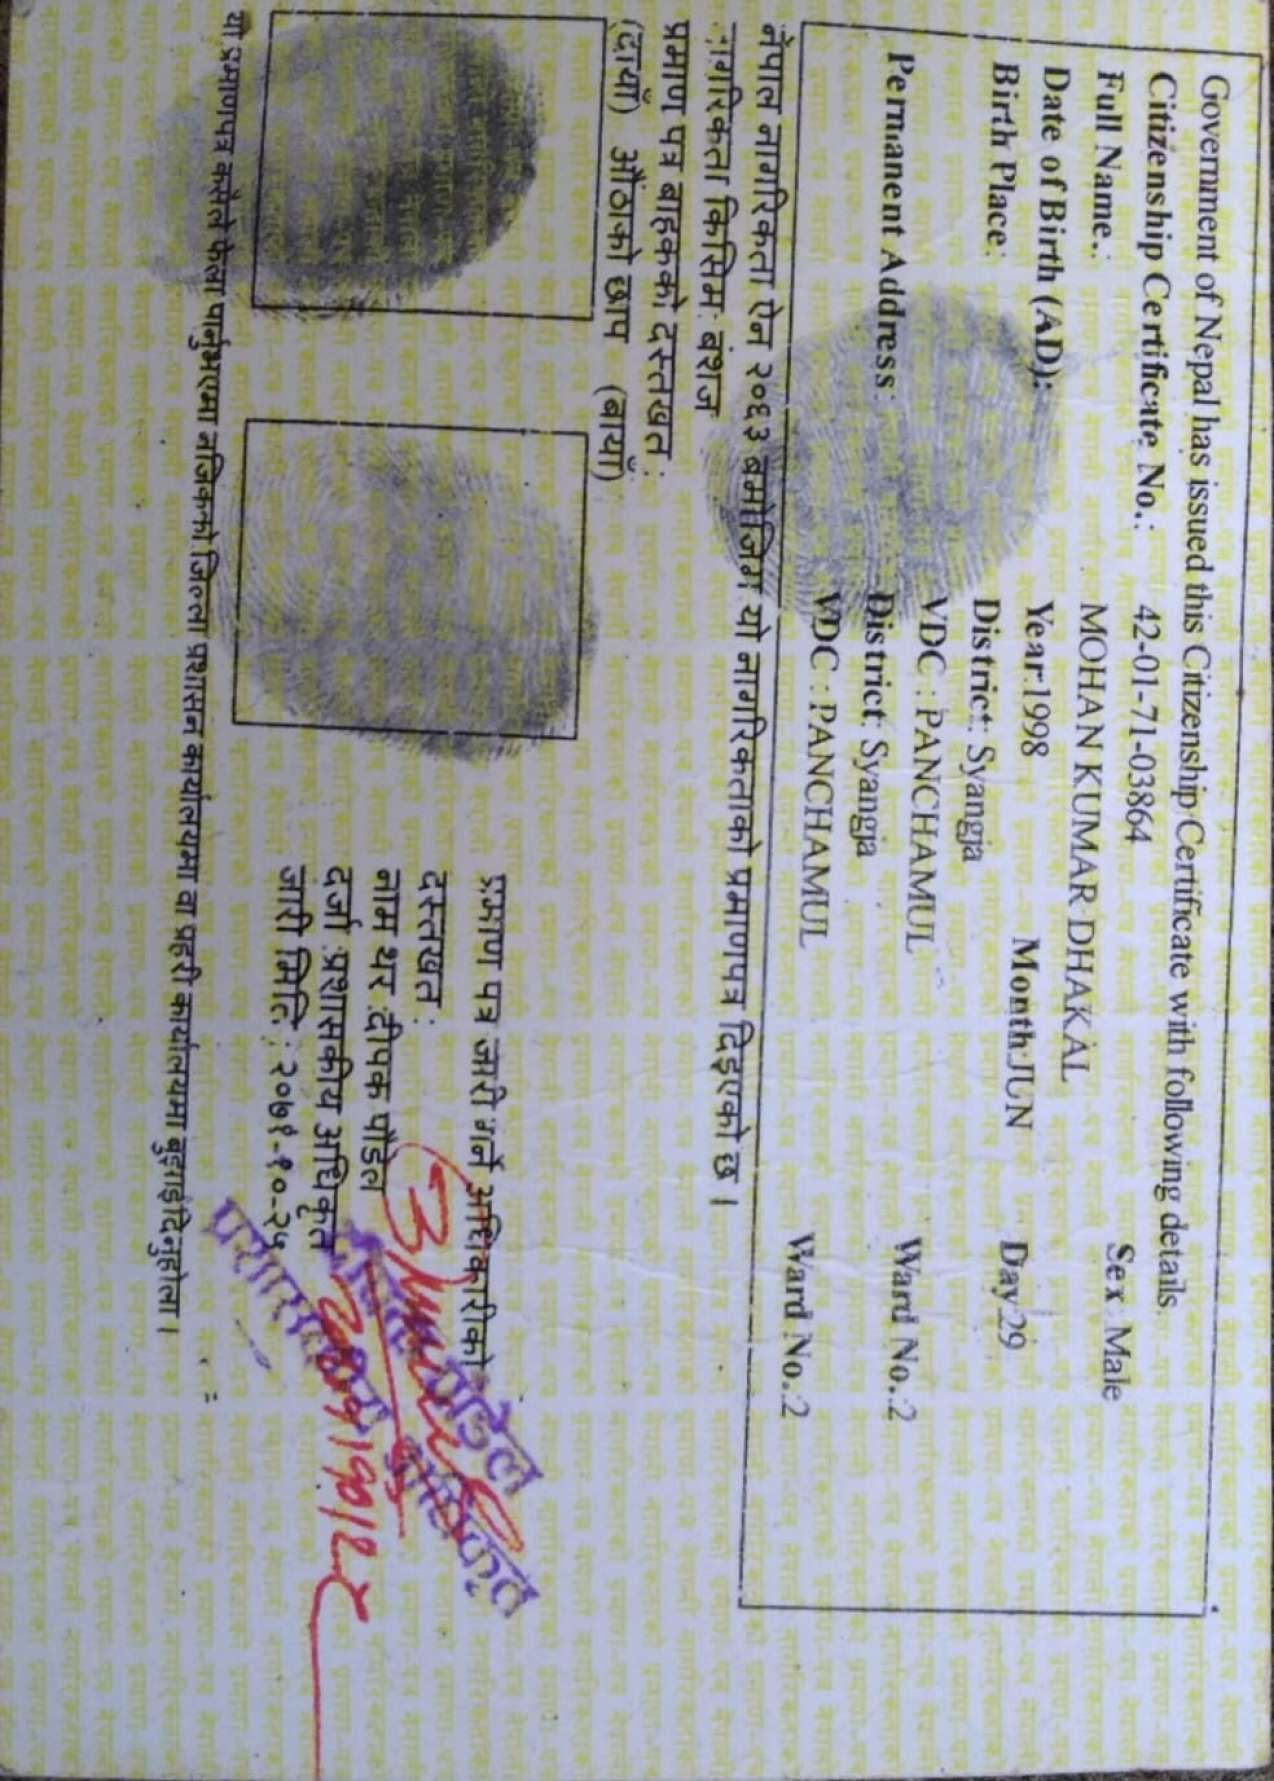 Government of Nepal has issued this Citizenship Certificate with following details.
Citizenship Certificate No.: 42-01-71-03864
Full Name.: MOHAN KUMAR DHAKAL Sex : Male
Date of Birth (AD): Year:1998 Month:JUN Day:29
Birth Place: District: Syangja
VDC : PANCHAMUL Ward No.:2
Permanent Address: District: Syangja
VDC : PANCHAMUL Ward No.:2
नेपाल नागरिकता ऐन २०६३ बमोजिम यो नागरिकताको प्रमाणपत्र दिइएको छ ।
नागरिकता किसिम: बंशज
प्रमाण पत्र बाहकको दस्तखत :
(दायाँ) औंठाको छाप (बायाँ)
प्रमाण पत्र जारी गर्ने अधिकारीको
दस्तखत :
नाम थर : दीपक पौडेल
दर्जा : प्रशासकीय अधिकृत
जारी मिति : २०७१-१०-२५
दीपक पौडेल
प्रशासकीय अधिकृत
यो प्रमाणपत्र कसैले फेला पार्नुभएमा नजिकको जिल्ला प्रशासन कार्यालयमा वा प्रहरी कार्यालयमा बुझाइदिनुहोला ।